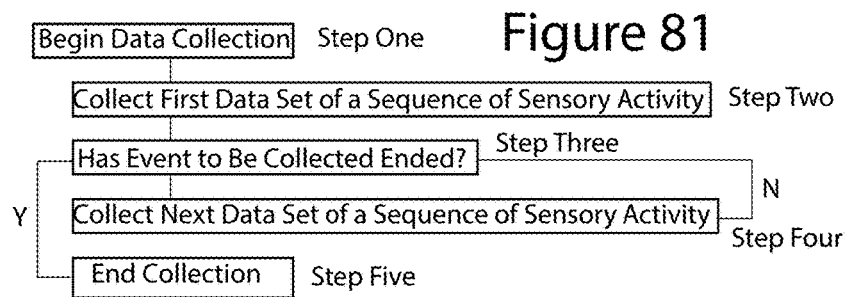 Figure 81
Begin Data Collection Step One
Collect First Data Set of a Sequence of Sensory Activity Step Two
Has Event to Be Collected Ended? Step Three
N
Y
Collect Next Data Set of a Sequence of Sensory Activity
Step Four
End Collection Step Five